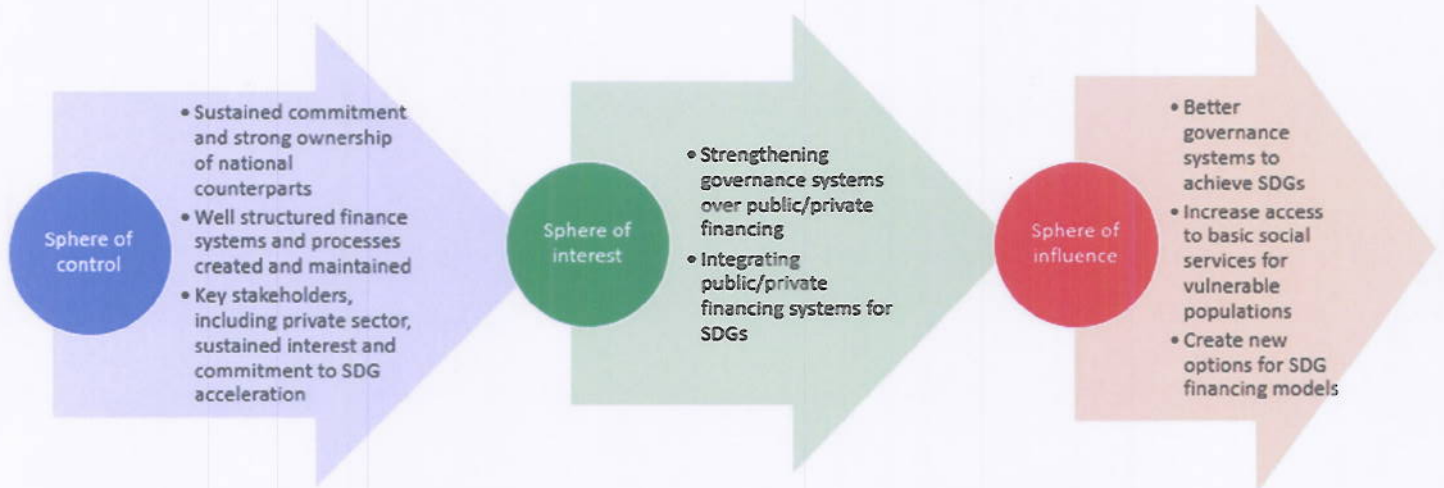 Sphere of
control
• Sustained commitment
and strong ownership
of national
counterparts
• Well structured finance
systems and processes
created and maintained
• Key stakeholders,
including private sector,
sustained interest and
commitment to SDG
acceleration
Sphere of
interest
• Strengthening
governance systems
over public/private
financing
• Integrating
public/private
financing systems for
SDGs
Sphere of
influence
• Better
governance
systems to
achieve SDGs
• Increase access
to basic social
services for
vulnerable
populations
• Create new
options for SDG
financing models